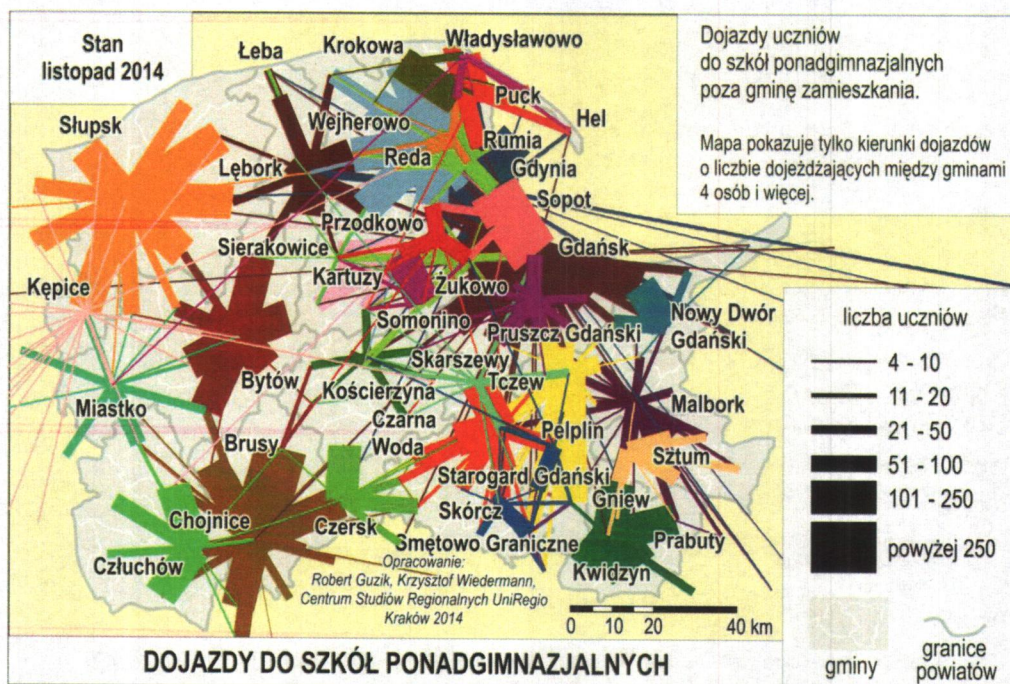 Stan
listopad 2014
Dojazdy uczniów
do szkół ponadgimnazjalnych
poza gminę zamieszkania.
Mapa pokazuje tylko kierunki dojazdów
o liczbie dojeżdżających między gminami
4 osób i więcej.
Łeba
Krokowa
Władysławowo
Puck
Hel
Słupsk
Wejherowo
Rumia
Lębork
Reda
Gdynia
Sopot
Przodkowo
Sierakowice
Gdańsk
Kartuzy
Żukowo
Kępice
Somonino
Pruszcz Gdański
Nowy Dwór
Gdański
Skarszewy
Bytów
Kościerzyna
Tczew
Miastko
Malbork
Czarna
Woda
Brusy
Pelplin
Sztum
Starogard Gdański
Gniew
Chojnice
Czersk
Skórcz
Prabuty
Smętowo Graniczne
Człuchów
Kwidzyn
Opracowanie:
Robert Guzik, Krzysztof Wiedermann,
Centrum Studiów Regionalnych UniRegio
Kraków 2014
0 10 20 40 km
DOJAZDY DO SZKÓŁ PONADGIMNAZJALNYCH
liczba uczniów
4 - 10
11 - 20
21 - 50
51 - 100
101 - 250
powyżej 250
gminy
granice
powiatów